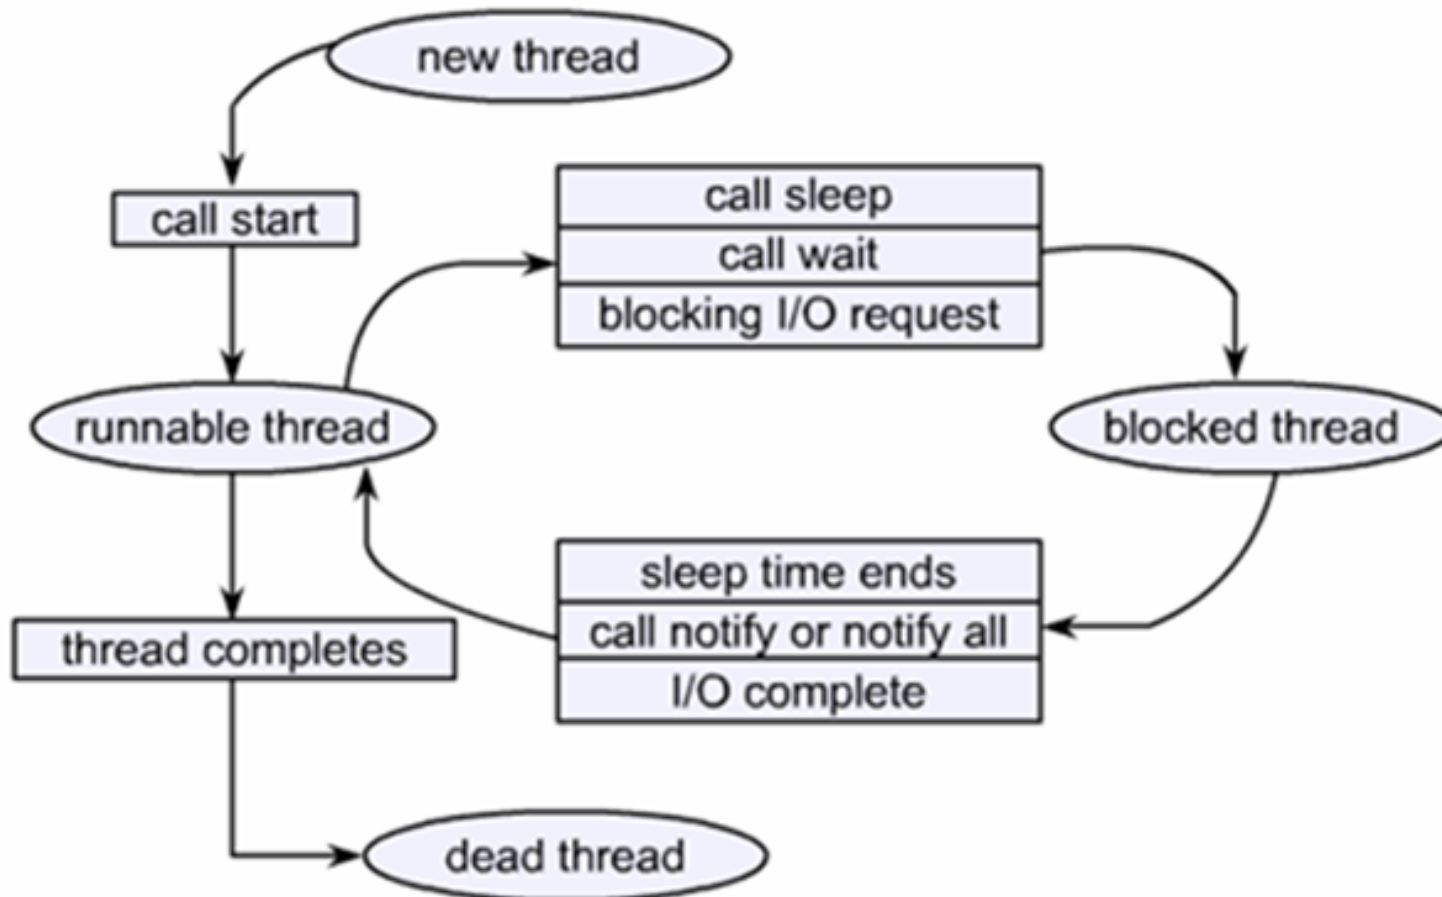 new thread
call start
call sleep
call wait
blocking I/O request
runnable thread
blocked thread
sleep time ends
call notify or notify all
I/O complete
thread completes
dead thread